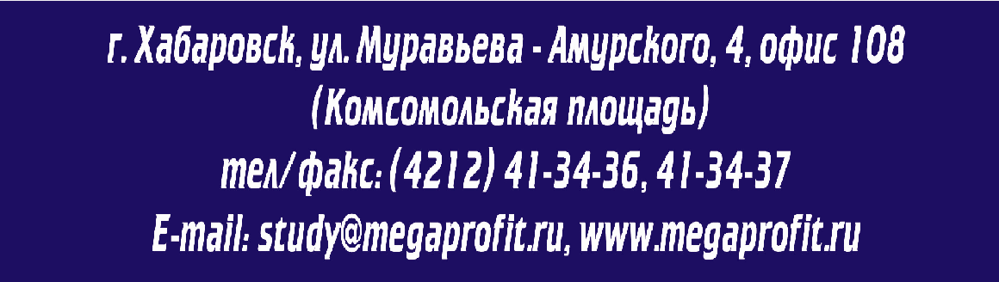 г. Хабаровск, ул. Муравьева - Амурского, 4, офис 108
(Комсомольская площадь)
тел/факс: (4212) 41-34-36, 41-34-37
E-mail: study@megaprofit.ru, www.megaprofit.ru